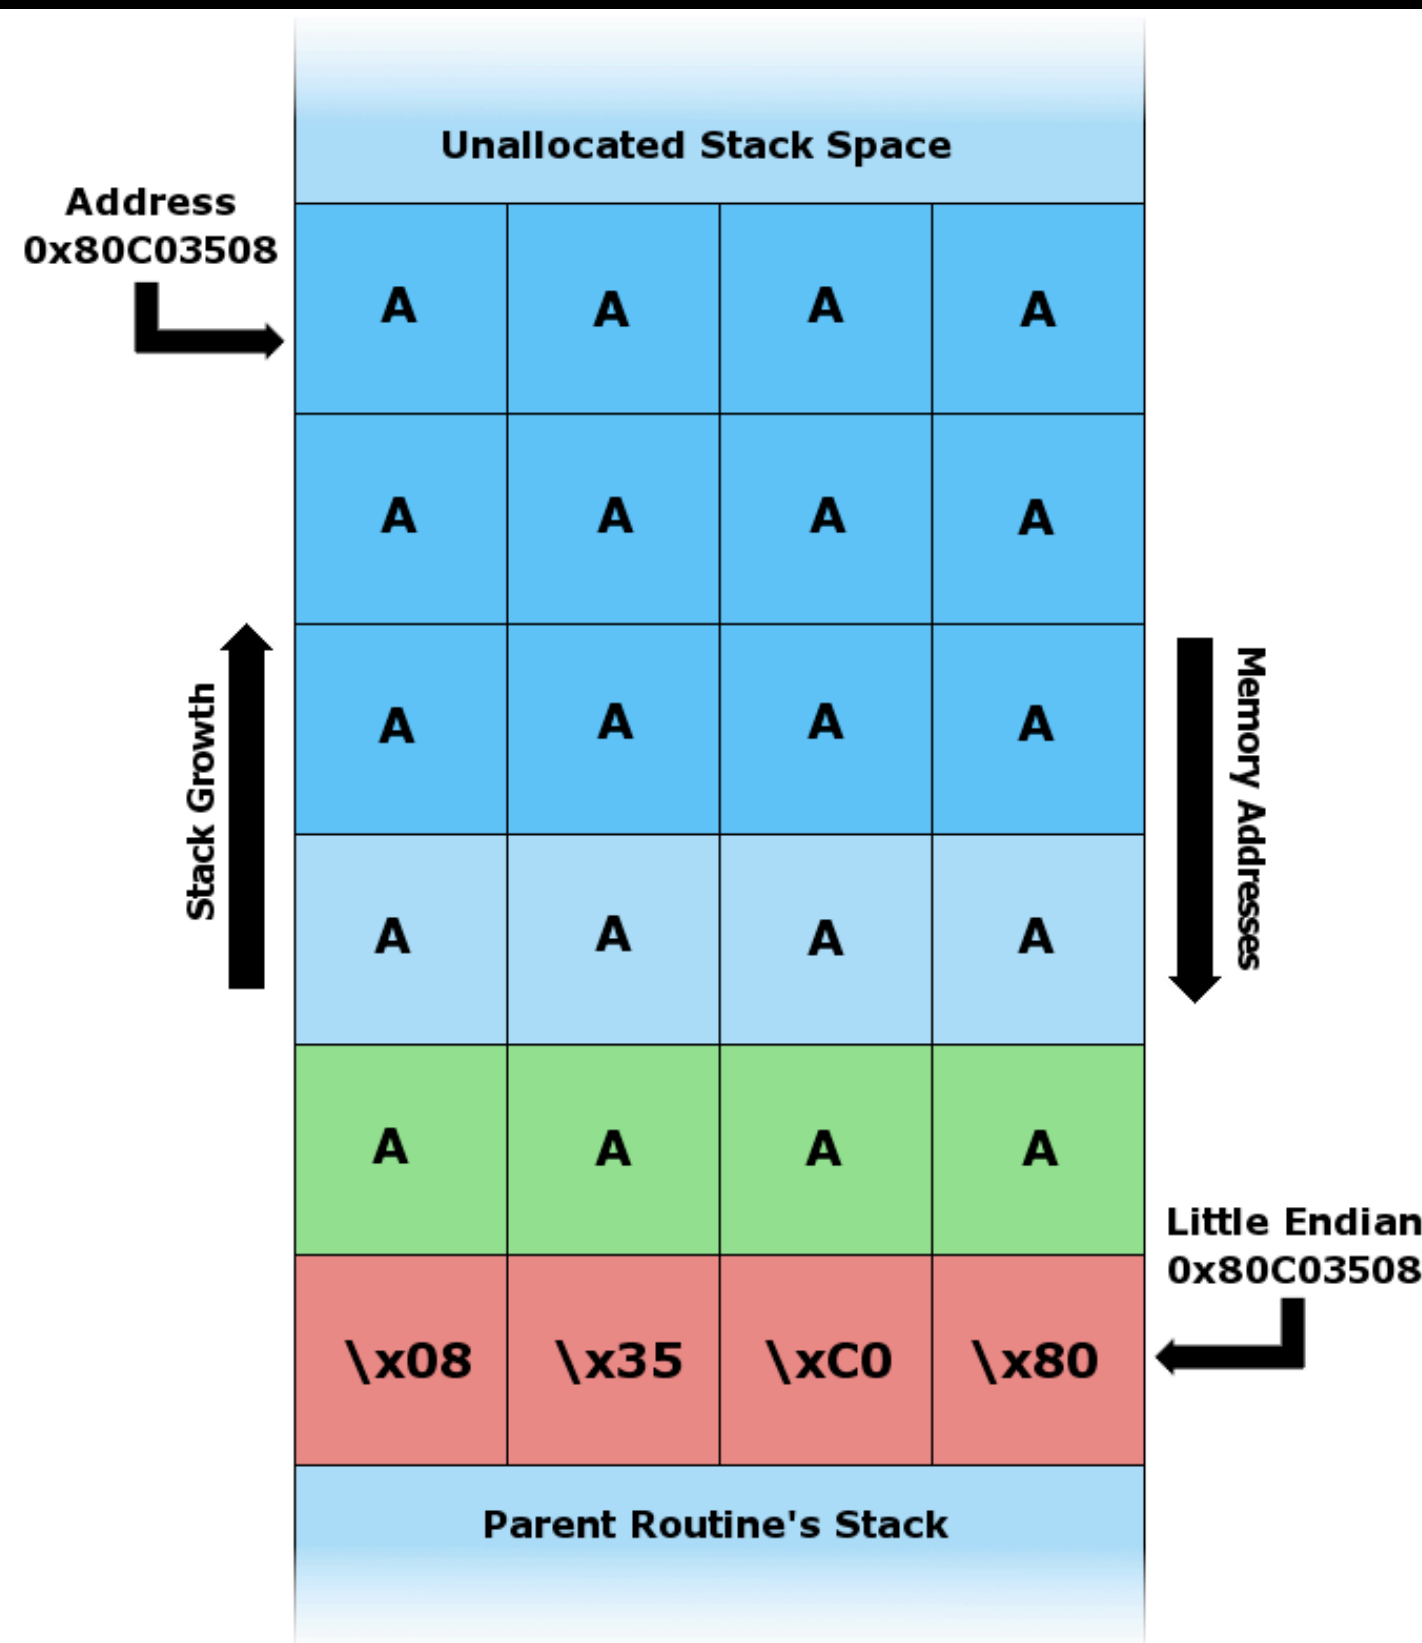 Unallocated Stack Space
Address
0x80C03508
A A A A
A A A A
A A A A
A A A A
A A A A
\x08 \x35 \xC0 \x80
Stack Growth
Memory Addresses
Little Endian
0x80C03508
Parent Routine's Stack